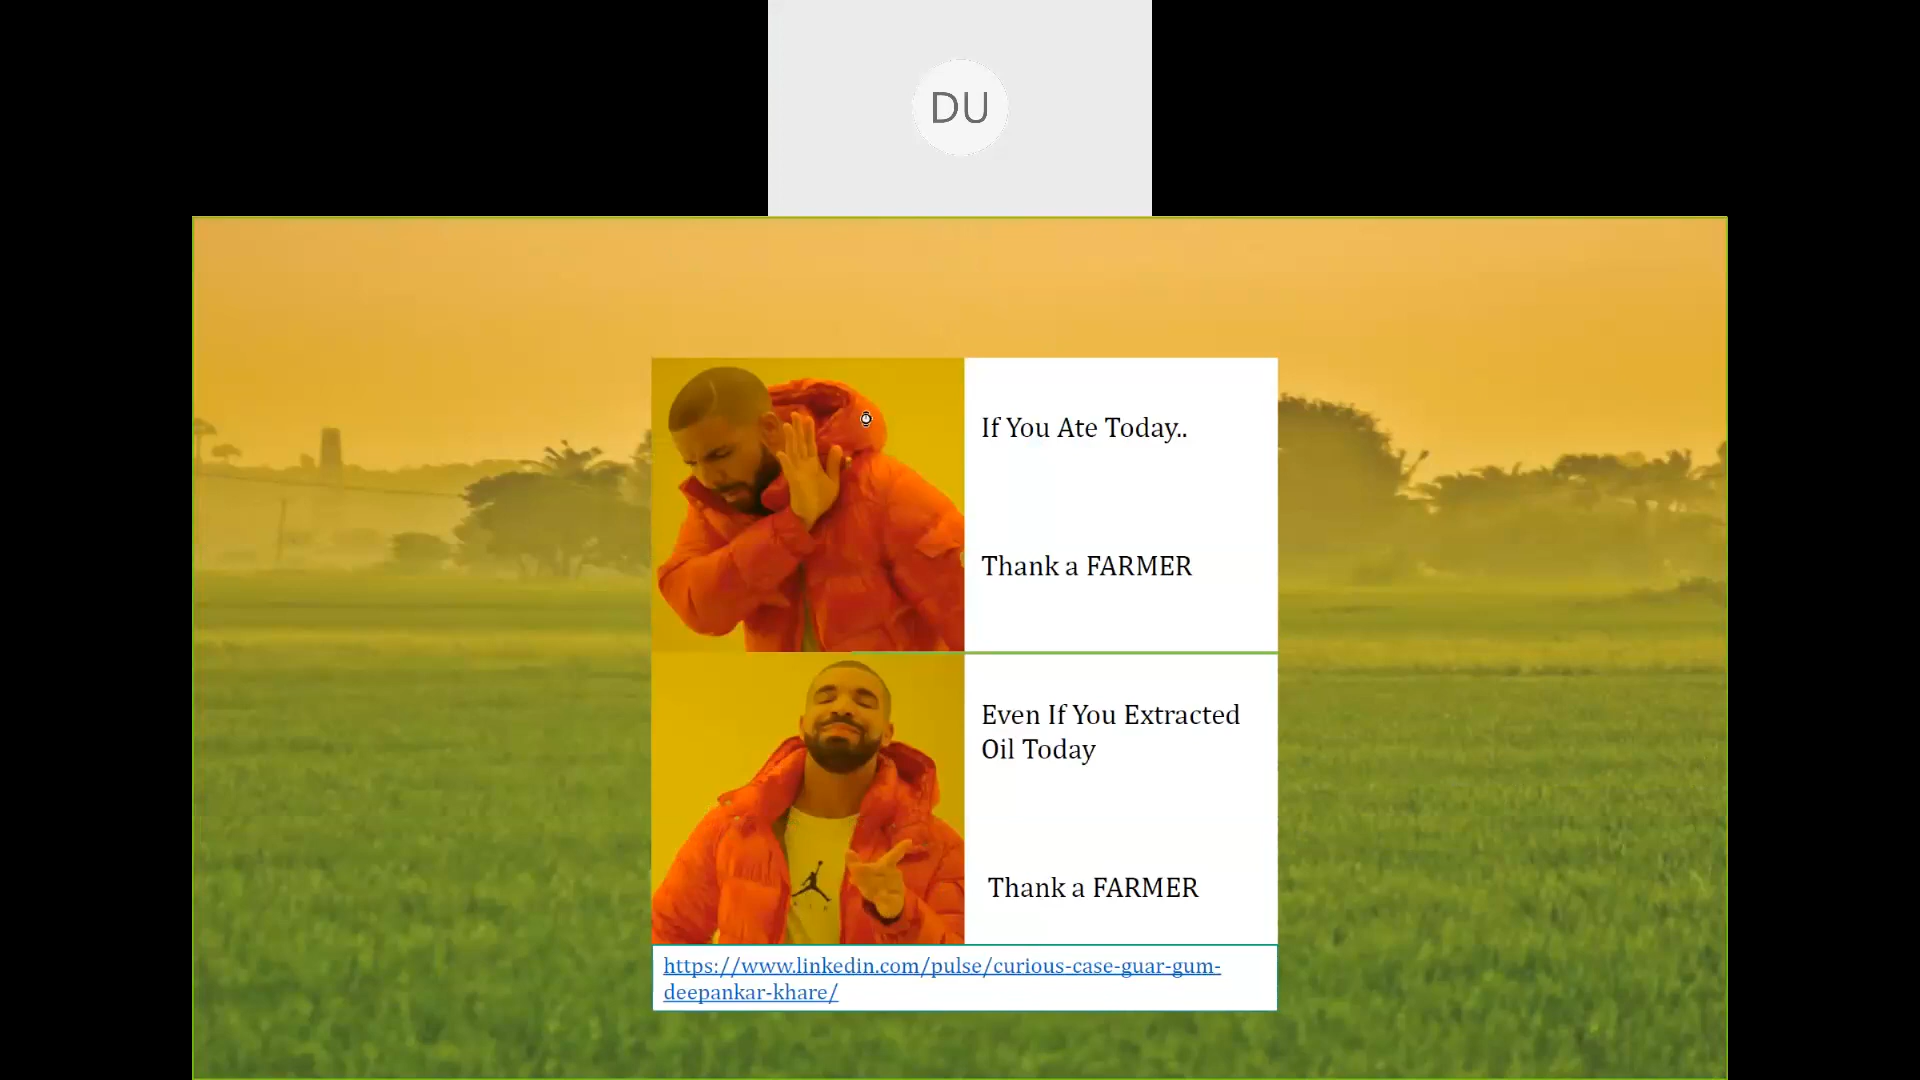 DU
If You Ate Today..
Thank a FARMER
Even If You Extracted
Oil Today
Thank a FARMER
https://www.linkedin.com/pulse/curious-case-guar-gum-
deepankar-khare/